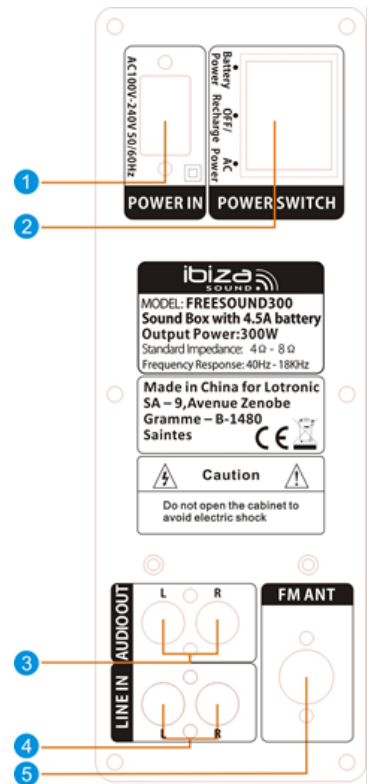 AC100V-240V 50/60Hz
Battery Power
OFF/ Recharge
AC Power
1
POWER IN
POWER SWITCH
2
ibiza
SOUND
MODEL: FREESOUND300
Sound Box with 4.5A battery
Output Power:300W
Standard Impedance: 4Ω - 8Ω
Frequency Response: 40Hz - 18KHz
Made in China for Lotronic
SA – 9,Avenue Zenobe
Gramme – B-1480
Saintes
CE
Caution
Do not open the cabinet to
avoid electric shock
AUDIO OUT
L R
3
LINE IN
L R
4
FM ANT
5